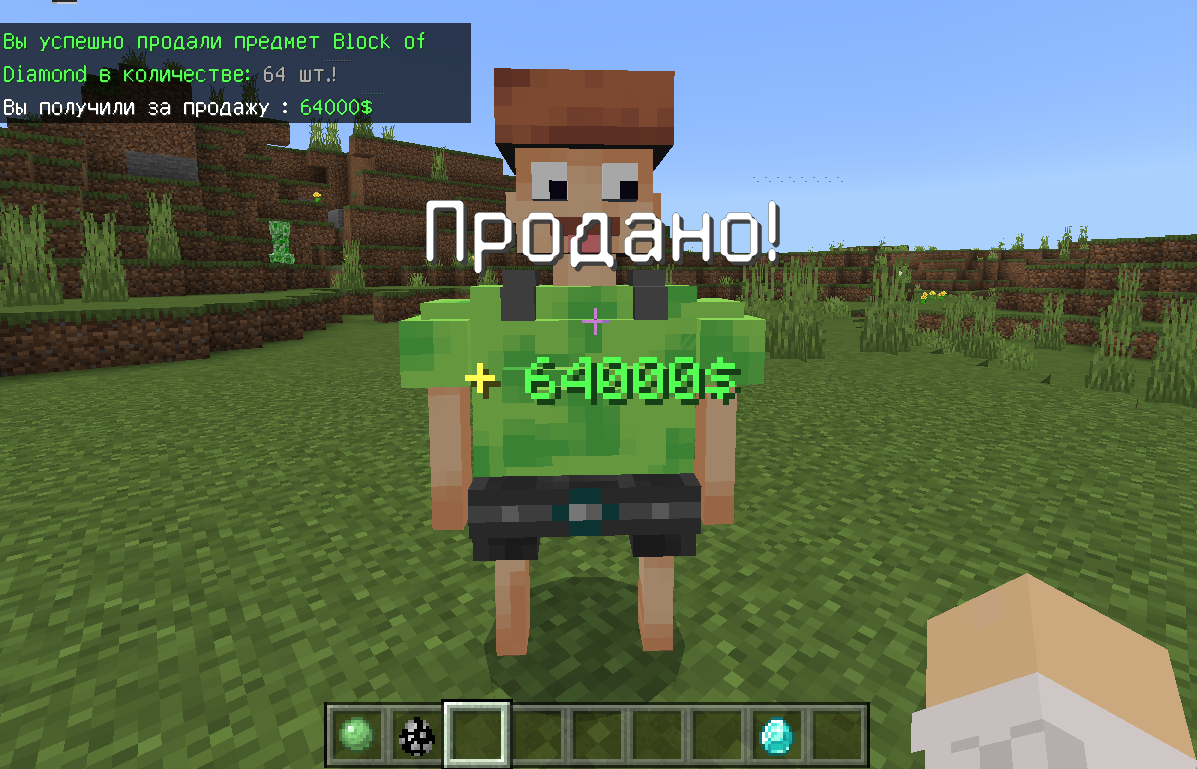 Вы успешно продали предмет Block of
Diamond в количестве: 64 шт.!
Вы получили за продажу : 64000$
Продано!
+ 64000$